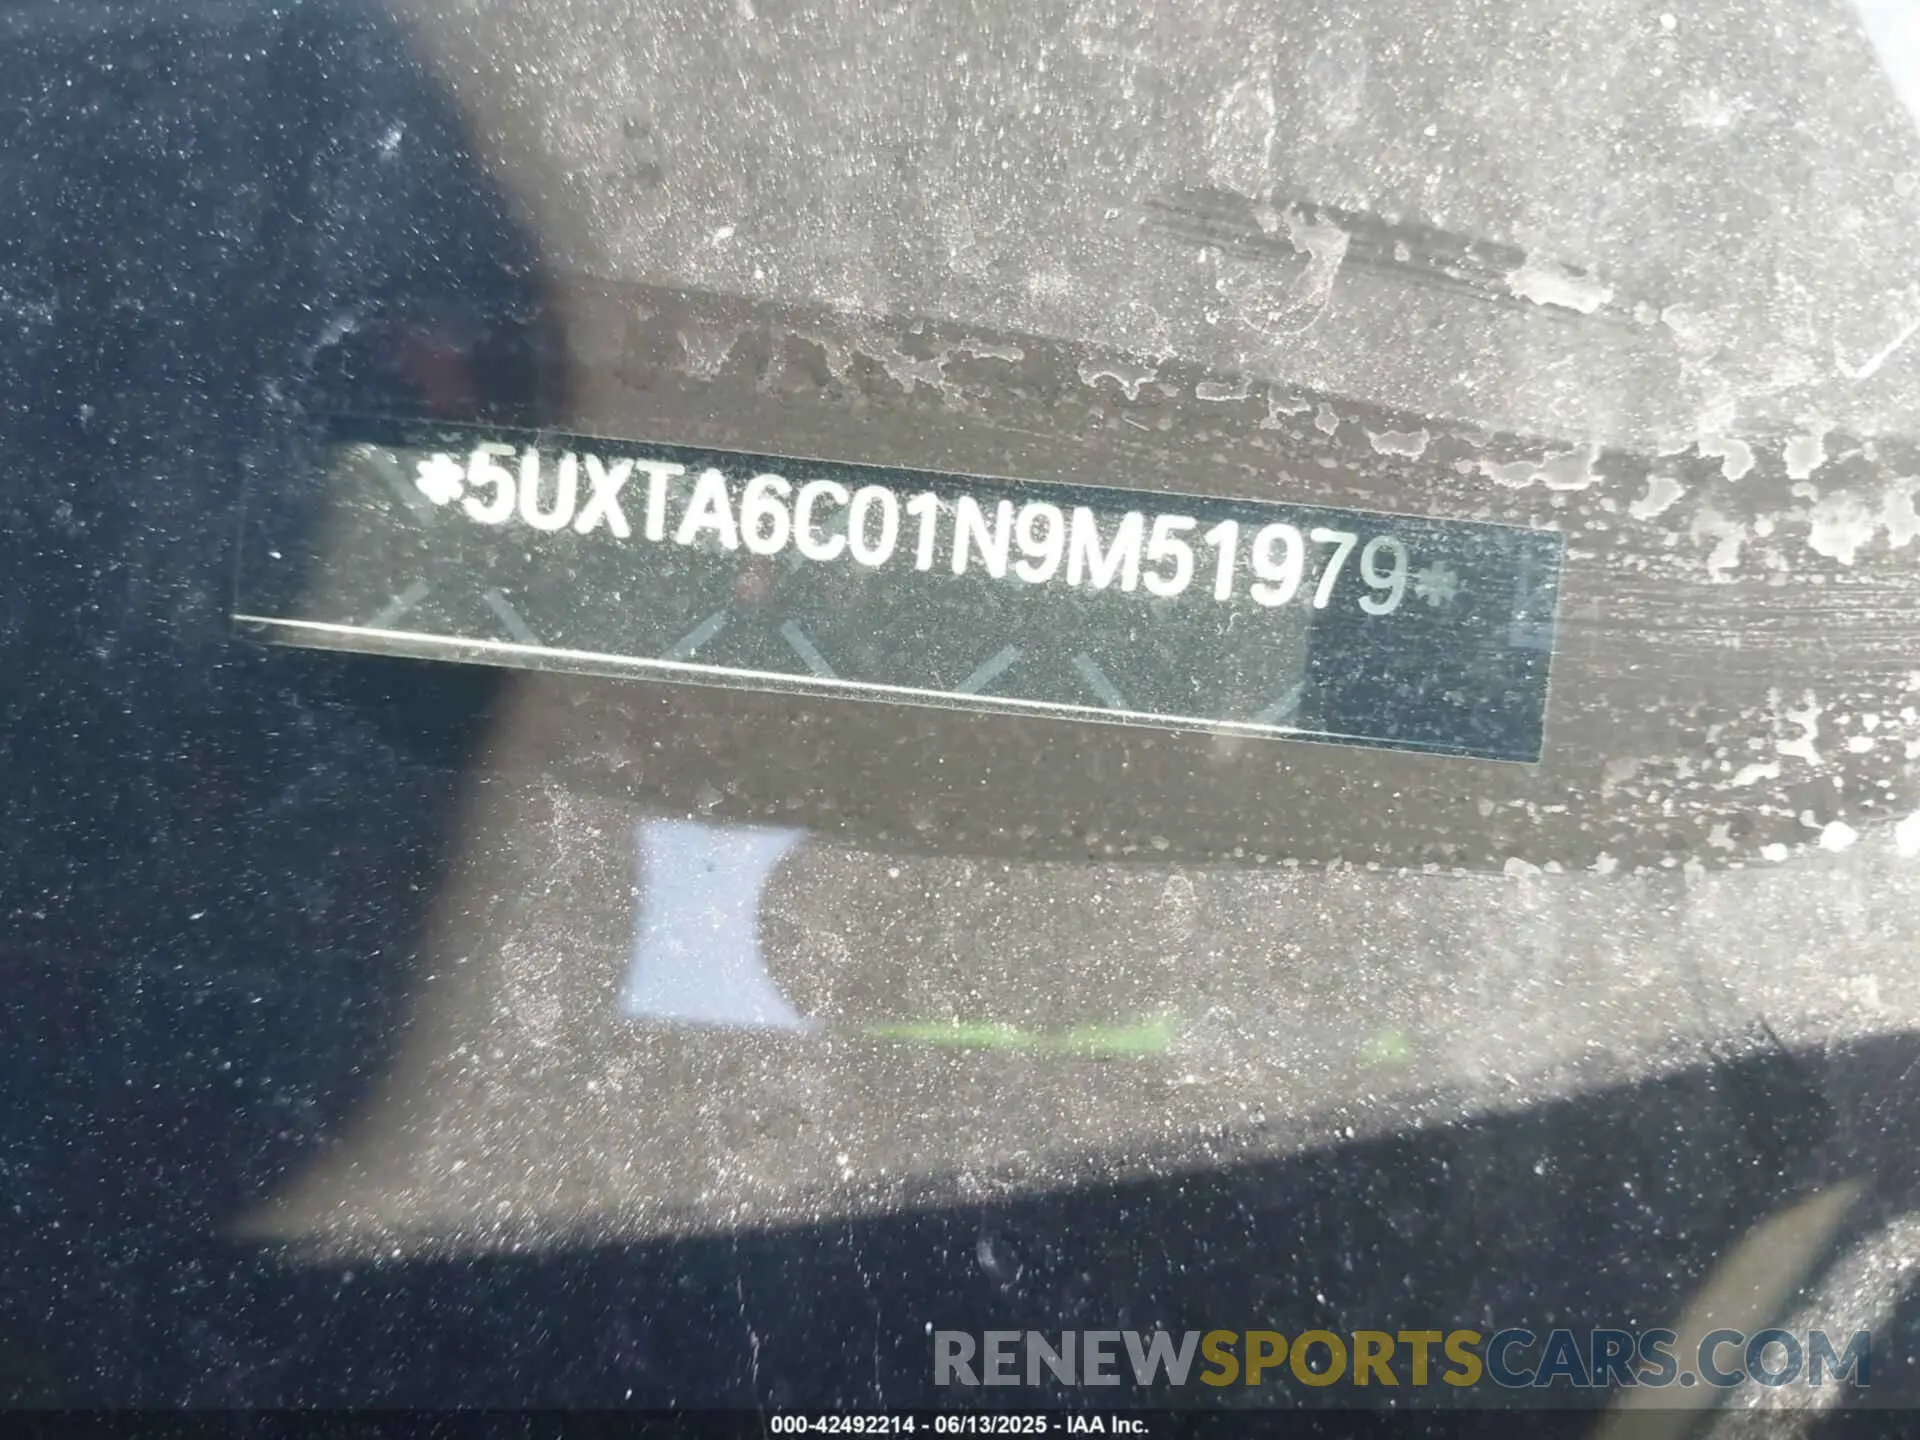 *5UXTA6C01N9M51979*
RENEWSPORTSCARS.COM
000-42492214 - 06/13/2025 - IAA Inc.